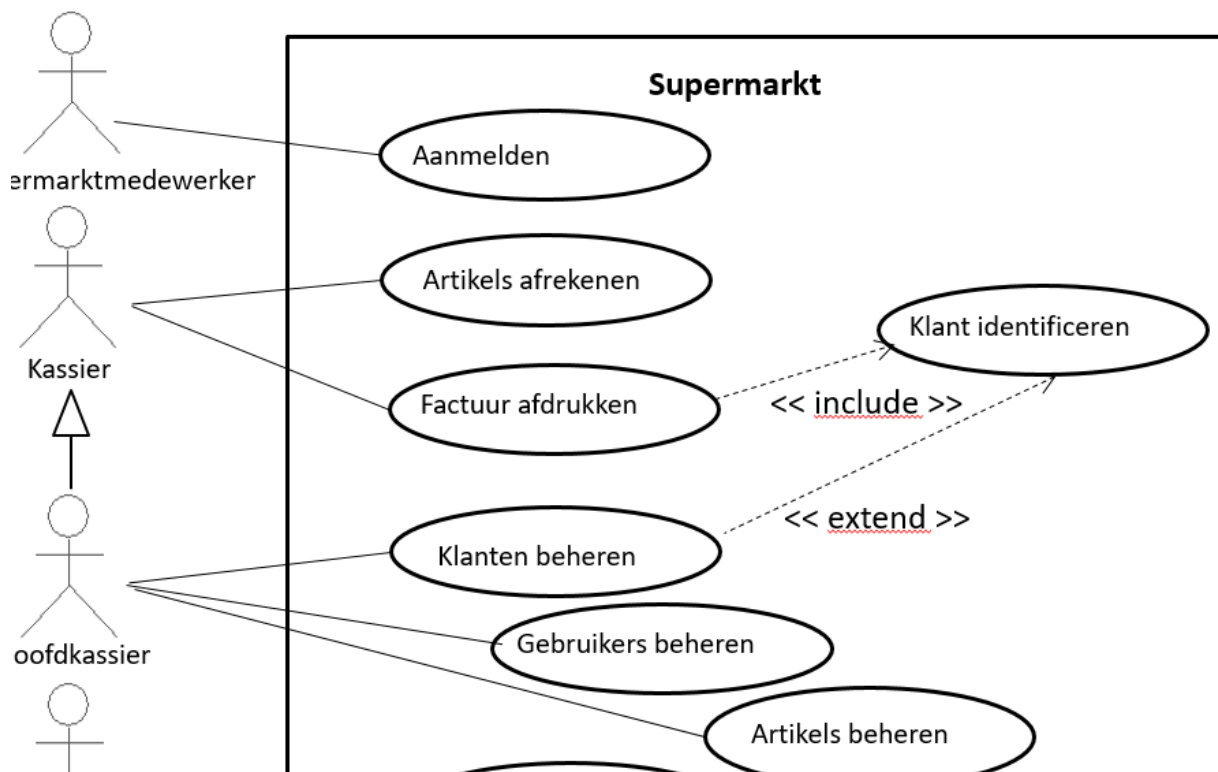 Supermarkt
Aanmelden
ermarktmedewerker
Artikels afrekenen
Klant identificeren
Kassier
Factuur afdrukken
<< include >>
<< extend >>
Klanten beheren
Gebruikers beheren
oofdkassier
Artikels beheren